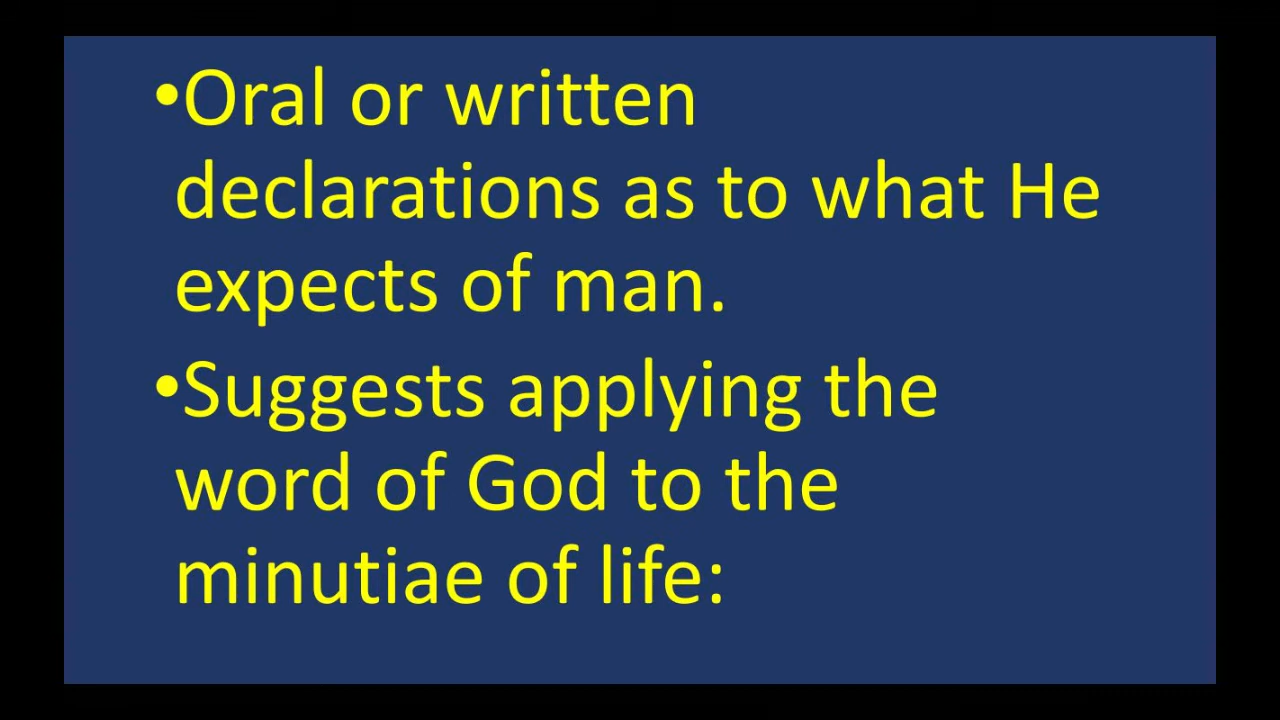 •Oral or written
declarations as to what He
expects of man.
•Suggests applying the
word of God to the
minutiae of life: